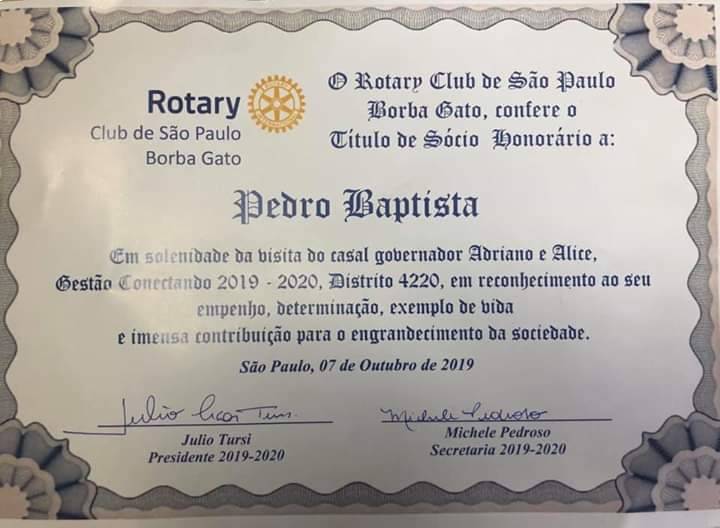 Rotary
Club de São Paulo
Borba Gato
O Rotary Club de São Paulo
Borba Gato, confere o
Título de Sócio Honorário a:
Pedro Baptista
Em solenidade da visita do casal governador Adriano e Alice,
Gestão Conectando 2019 - 2020, Distrito 4220, em reconhecimento ao seu
empenho, determinação, exemplo de vida
e imensa contribuição para o engrandecimento da sociedade.
São Paulo, 07 de Outubro de 2019
Julio Tursi
Presidente 2019-2020
Michele Pedroso
Michele Pedroso
Secretaria 2019-2020